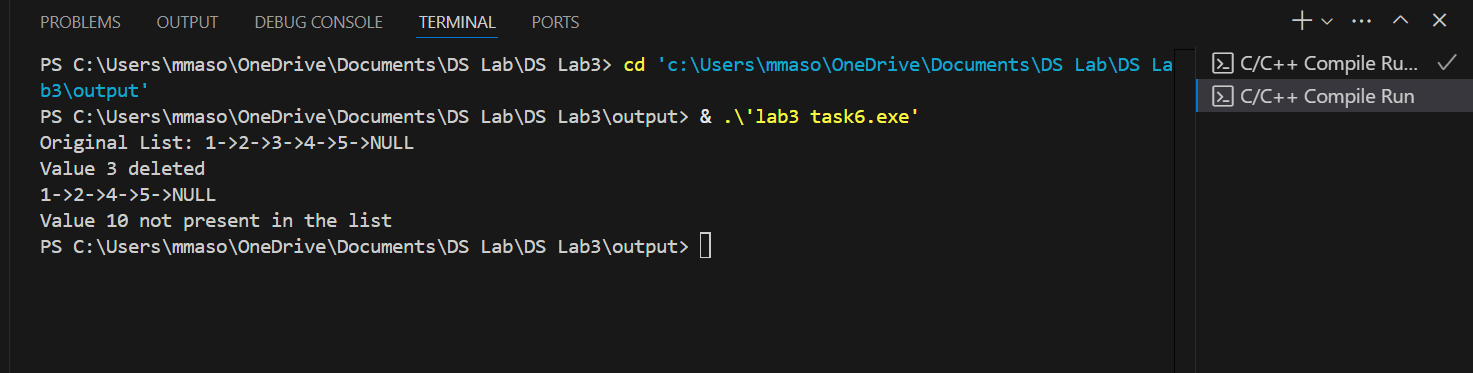 PROBLEMS OUTPUT DEBUG CONSOLE TERMINAL PORTS
PS C:\Users\mmaso\OneDrive\Documents\DS Lab\DS Lab3> cd 'c:\Users\mmaso\OneDrive\Documents\DS Lab\DS La
b3\output'
PS C:\Users\mmaso\OneDrive\Documents\DS Lab\DS Lab3\output> & .\'lab3 task6.exe'
Original List: 1->2->3->4->5->NULL
Value 3 deleted
1->2->4->5->NULL
Value 10 not present in the list
PS C:\Users\mmaso\OneDrive\Documents\DS Lab\DS Lab3\output>
C/C++ Compile Ru...
C/C++ Compile Run